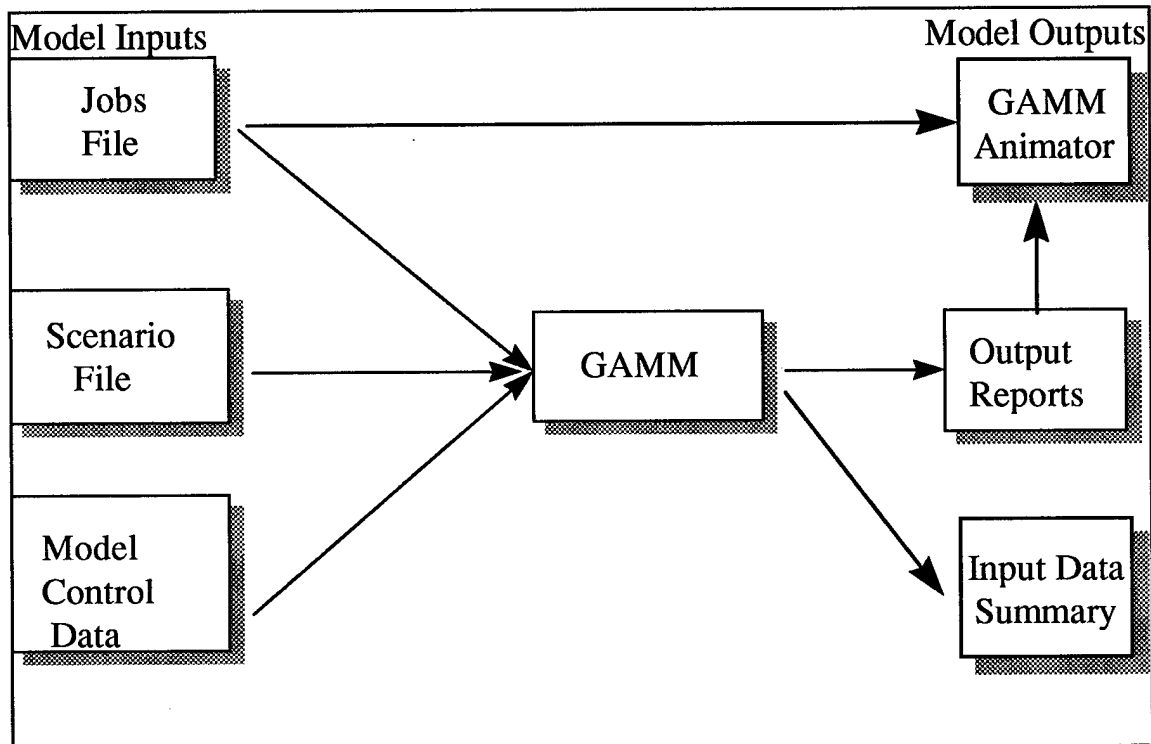 Model Inputs
Model Outputs
Jobs
File
GAMM
Animator
Scenario
File
GAMM
Output
Reports
Model
Control
Data
Input Data
Summary